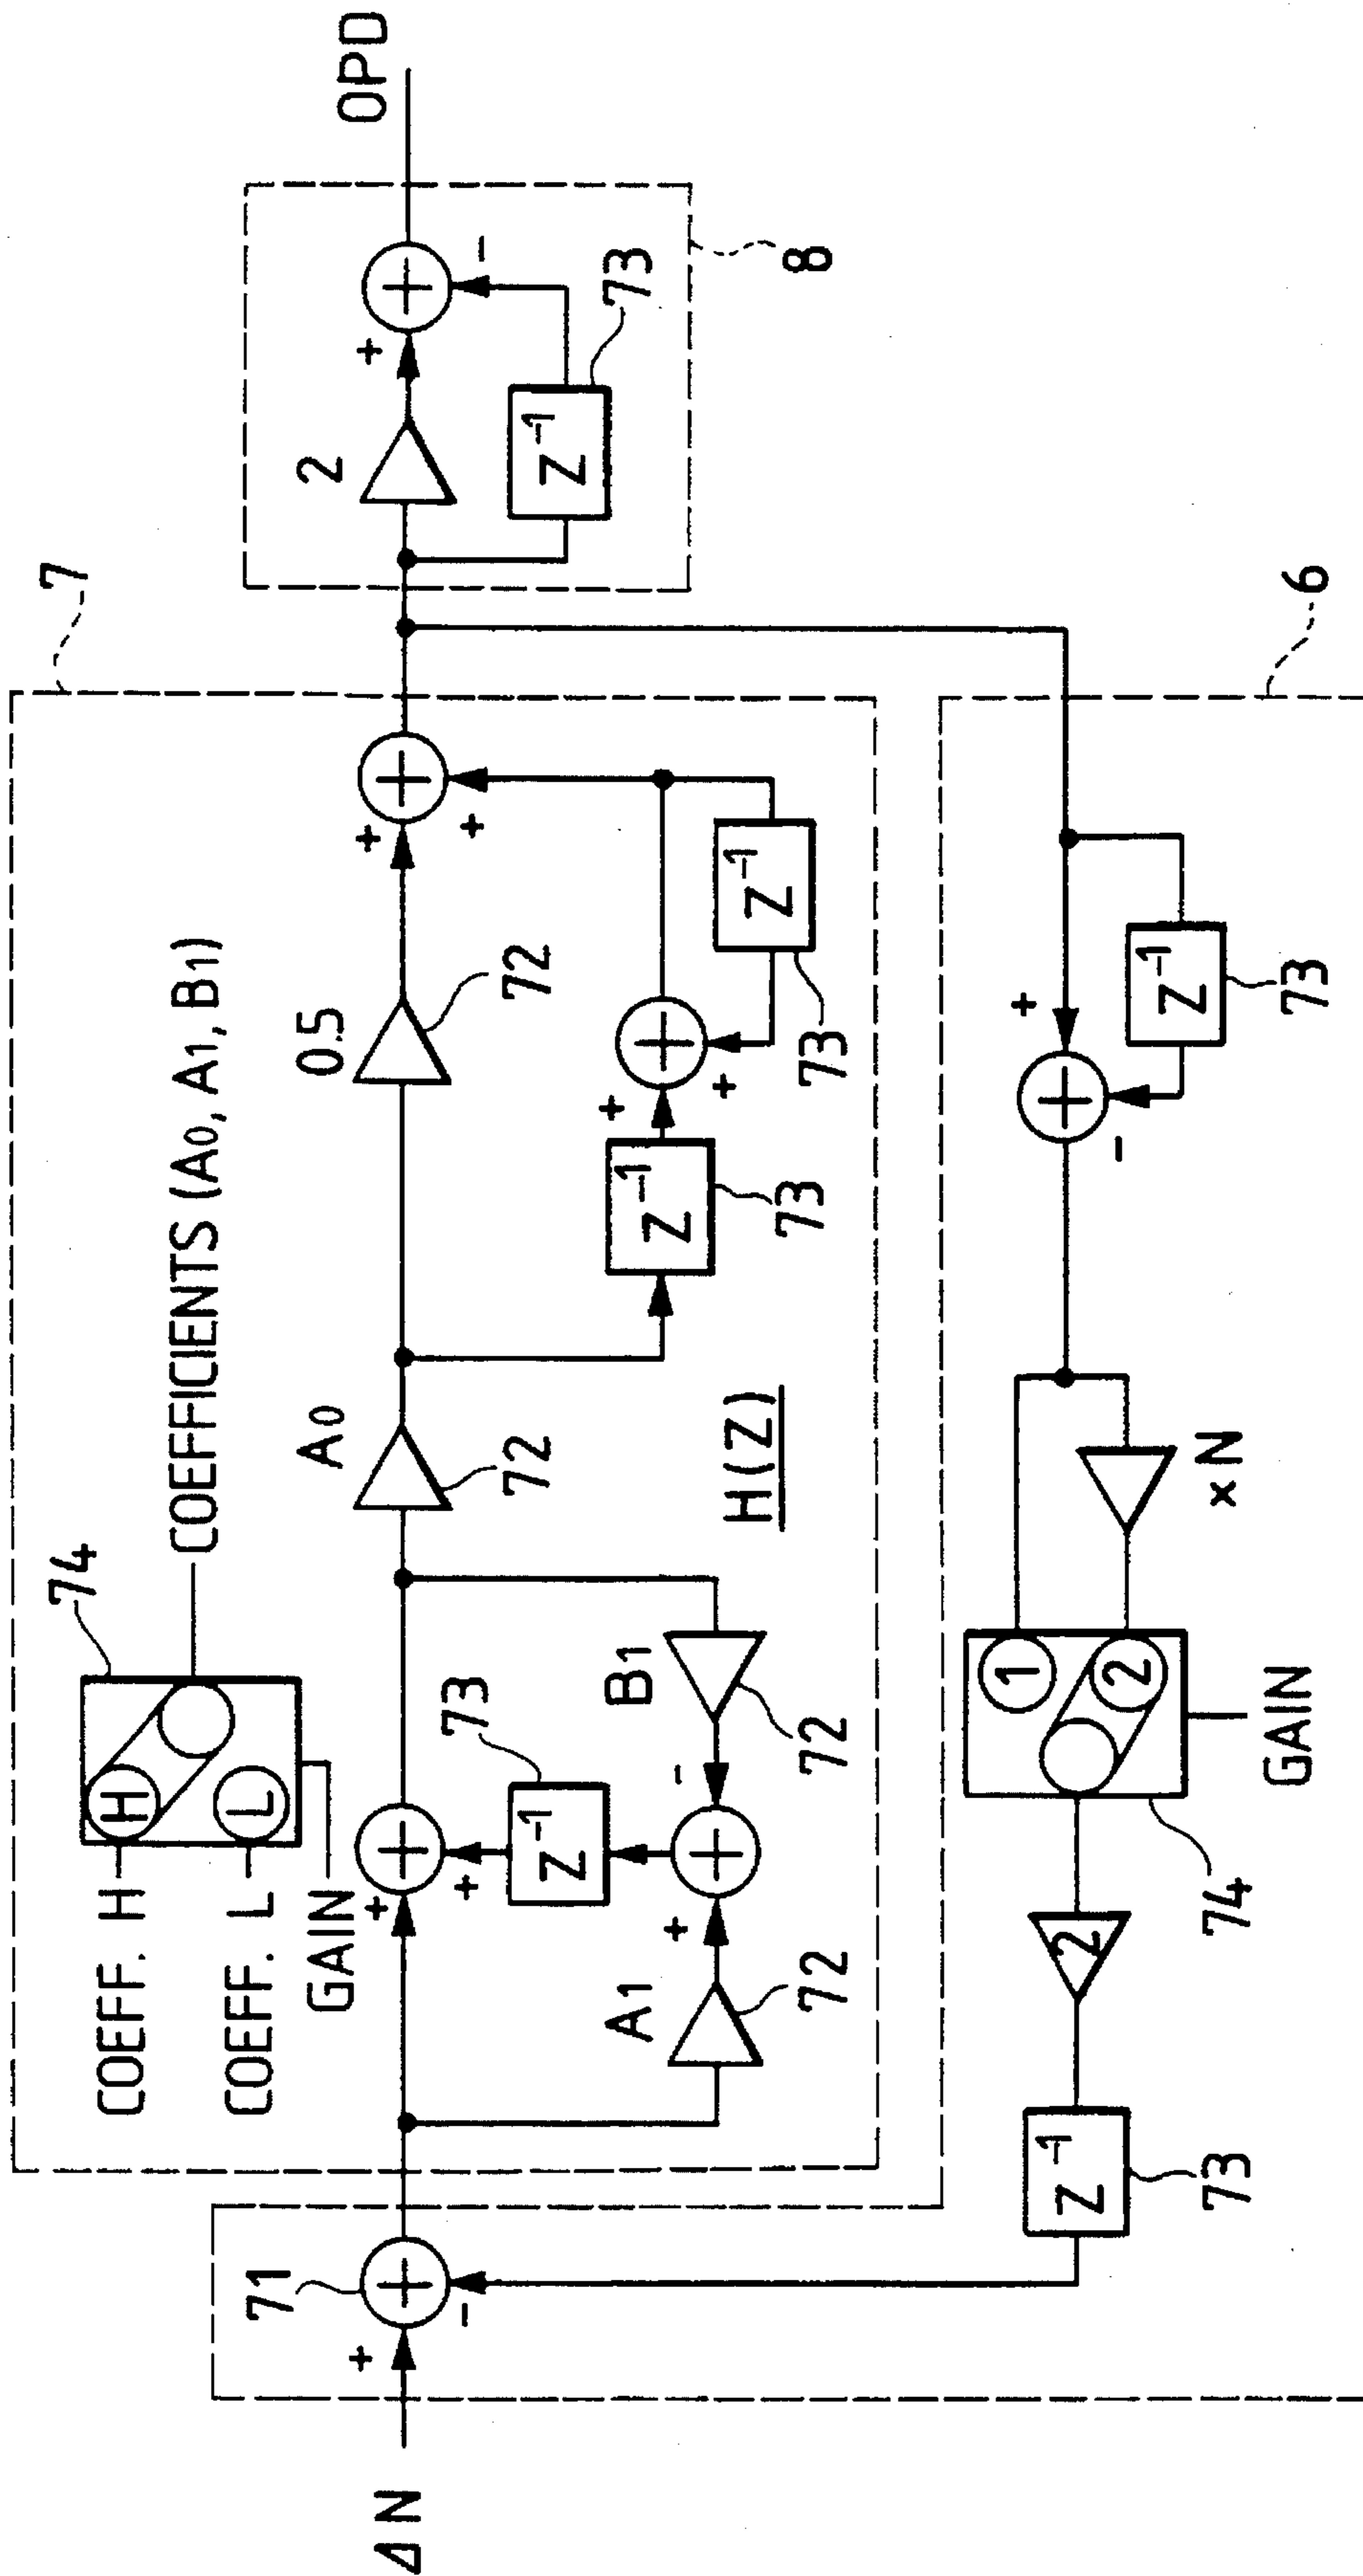 7
COEFF. H
COEFF. L
GAIN
H
L
74
COEFFICIENTS (A0, A1, B1)
ΔN
+
-
71
+
+
A0
72
0.5
72
+
+
2
+
-
OPD
Z-1
73
Z-1
73
8
A1
72
+
-
B1
72
H(Z)
Z-1
73
+
+
Z-1
73
6
Z-1
73
2
74
1
2
GAIN
×N
+
-
Z-1
73